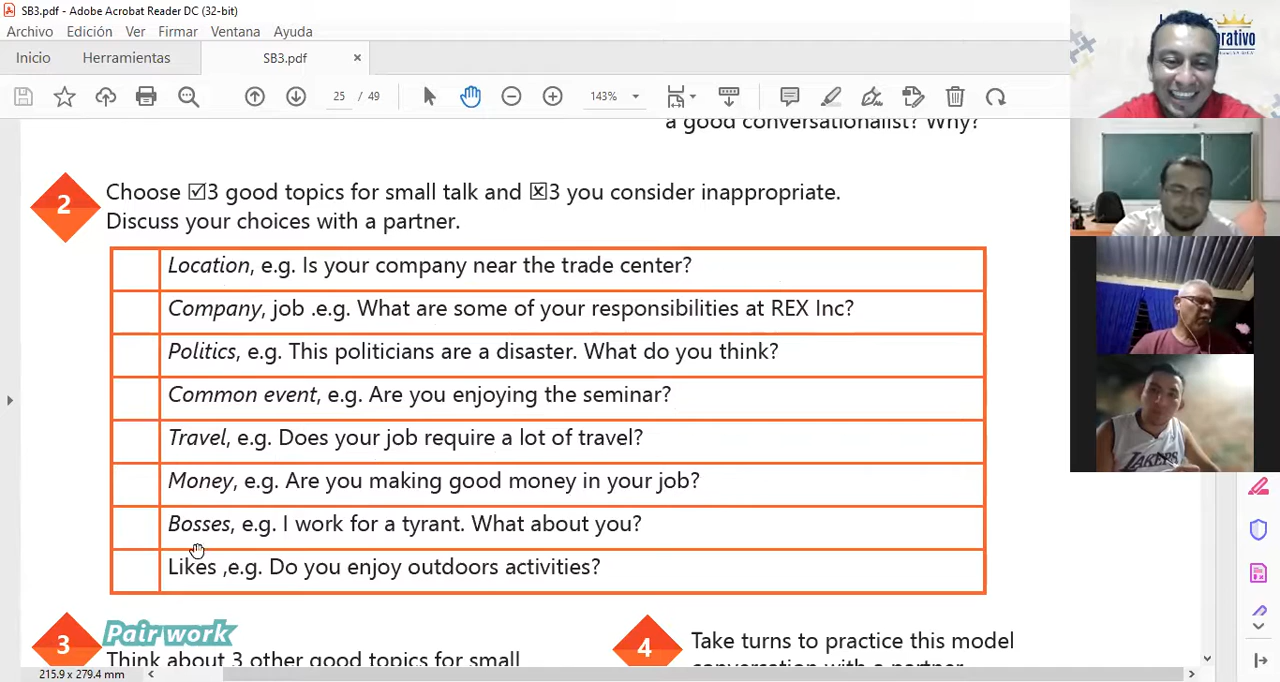 SB3.pdf - Adobe Acrobat Reader DC (32-bit)
Archivo Edición Ver Firmar Ventana Ayuda
Inicio Herramientas SB3.pdf ×
25 / 49 143%
a good conversationalist? Why?
2 Choose ☑3 good topics for small talk and ☒3 you consider inappropriate.
Discuss your choices with a partner.
Location, e.g. Is your company near the trade center?
Company, job .e.g. What are some of your responsibilities at REX Inc?
Politics, e.g. This politicians are a disaster. What do you think?
Common event, e.g. Are you enjoying the seminar?
Travel, e.g. Does your job require a lot of travel?
Money, e.g. Are you making good money in your job?
Bosses, e.g. I work for a tyrant. What about you?
Likes ,e.g. Do you enjoy outdoors activities?
3 Pair work
Think about 3 other good topics for small
4 Take turns to practice this model
conversation with a partner
215.9 x 279.4 mm
LAKERS